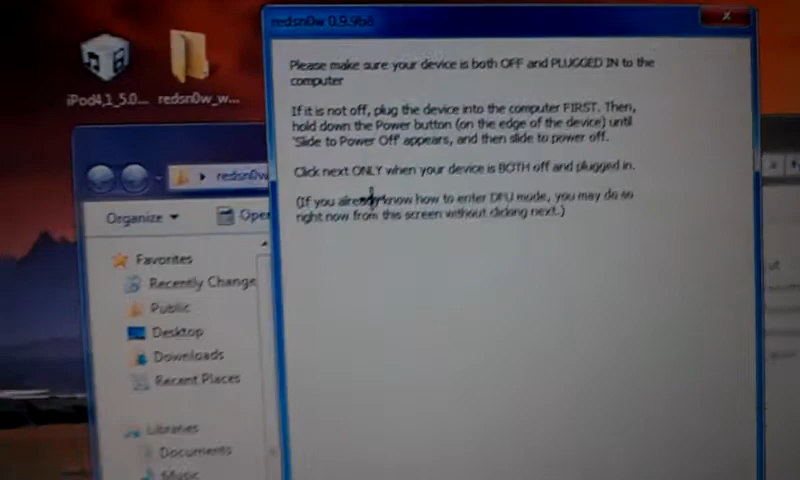 redsn0w 0.9.9b8
Please make sure your device is both OFF and PLUGGED IN to the
computer
If it is not off, plug the device into the computer FIRST. Then,
hold down the Power button (on the edge of the device) until
'Slide to Power Off' appears, and then slide to power off.
Click next ONLY when your device is BOTH off and plugged in.
(If you already know how to enter DFU mode, you may do so
right now from this screen without clicking next.)
iPod4,1_5.0... redsn0w_w...
redsn0w
Organize Open
Favorites
Recently Change
Public
Desktop
Downloads
Recent Places
Libraries
Documents
Music